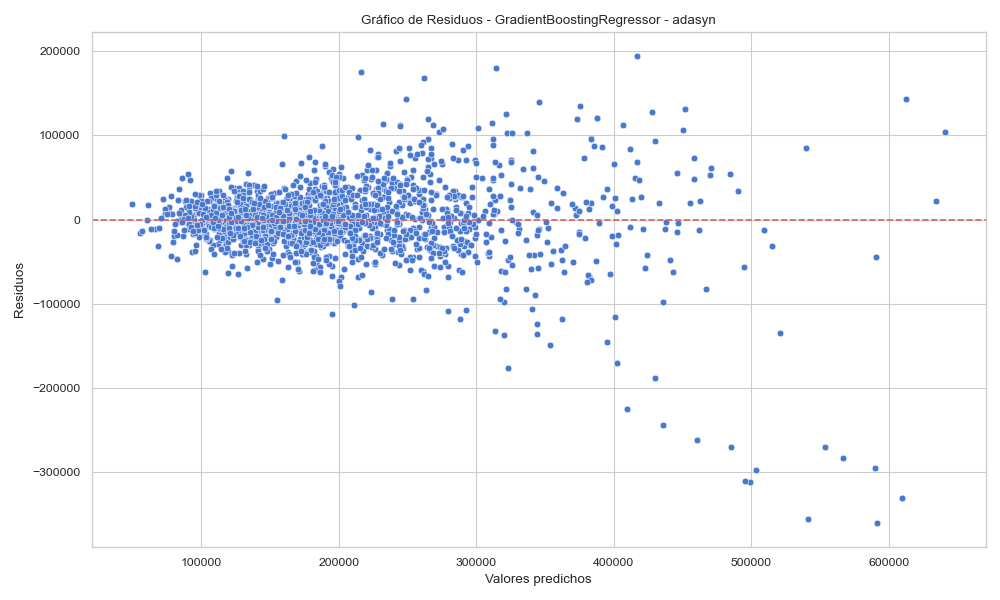 Gráfico de Residuos - GradientBoostingRegressor - adasyn
200000
100000
0
−100000
−200000
−300000
Residuos
100000 200000 300000 400000 500000 600000
Valores predichos